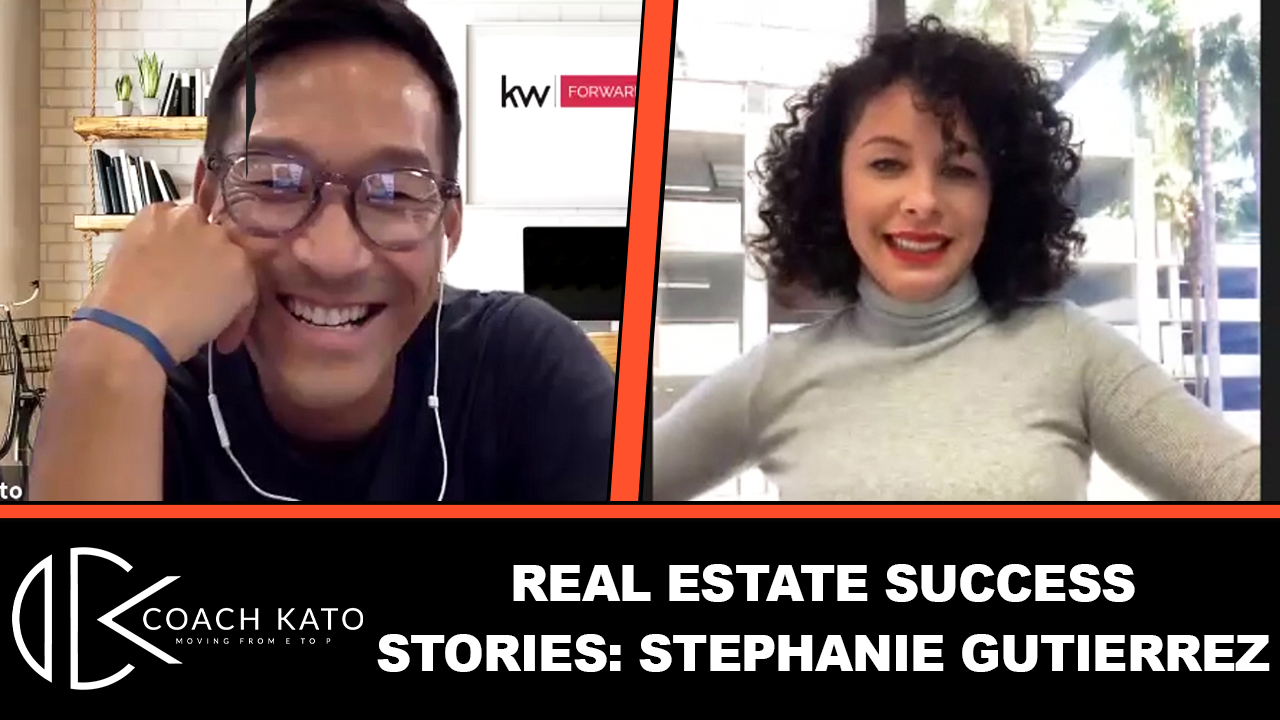 kw FORWAR
to
COACH KATO
MOVING FROM E TO P
REAL ESTATE SUCCESS
STORIES: STEPHANIE GUTIERREZ